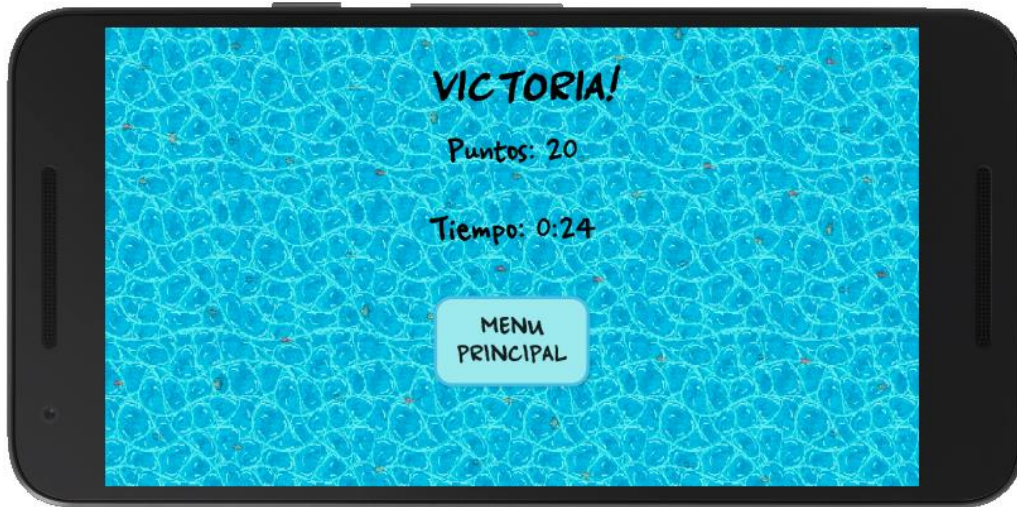 VICTORIA!
Puntos: 20
Tiempo: 0:24
MENU
PRINCIPAL